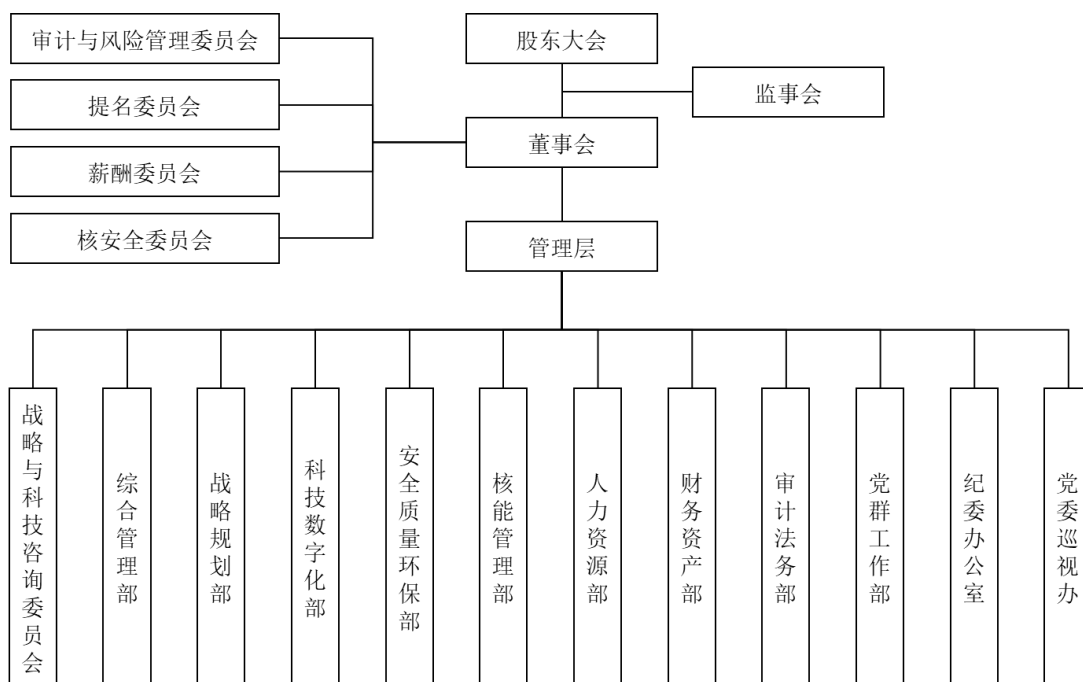 审计与风险管理委员会
股东大会
监事会
提名委员会
董事会
薪酬委员会
核安全委员会
管理层
战略与科技咨询委员会
综合管理部
战略规划部
科技数字化部
安全质量环保部
核能管理部
人力资源部
财务资产部
审计法务部
党群工作部
纪委办公室
党委巡视办